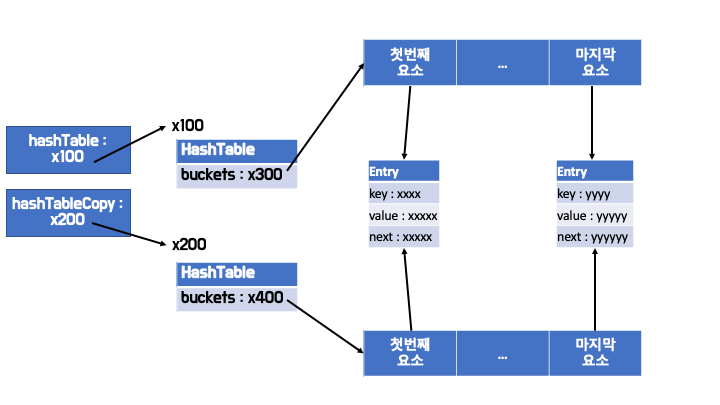 첫번째
요소
...
마지막
요소
x100
hashTable :
x100
HashTable
buckets : x300
Entry
key : xxxx
value : xxxxx
next : xxxxx
Entry
key : yyyy
value : yyyyy
next : yyyyyy
hashTableCopy :
x200
x200
HashTable
buckets : x400
첫번째
요소
...
마지막
요소